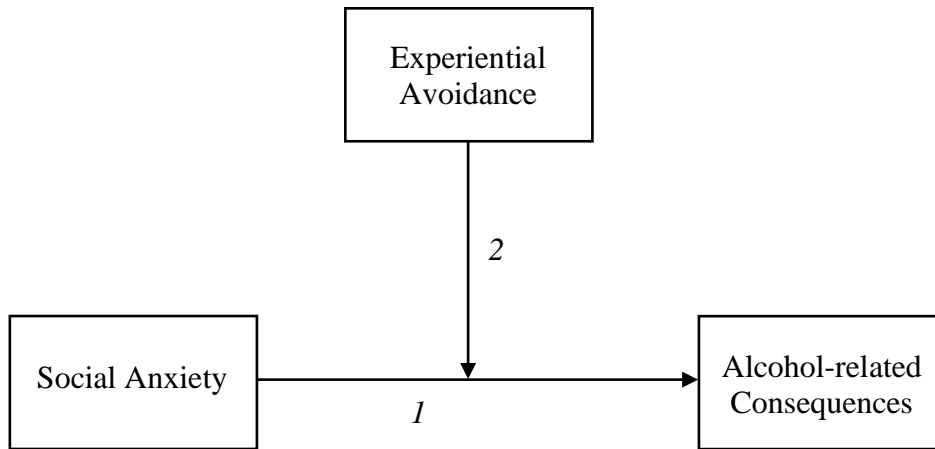 Experiential
Avoidance
2
Social Anxiety
1
Alcohol-related
Consequences